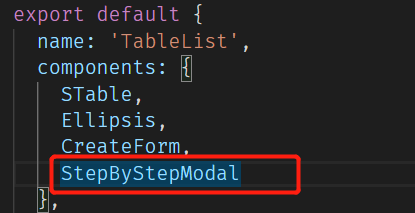 export default {
  name: 'TableList',
  components: {
    STable,
    Ellipsis,
    CreateForm,
    StepByStepModal
  },